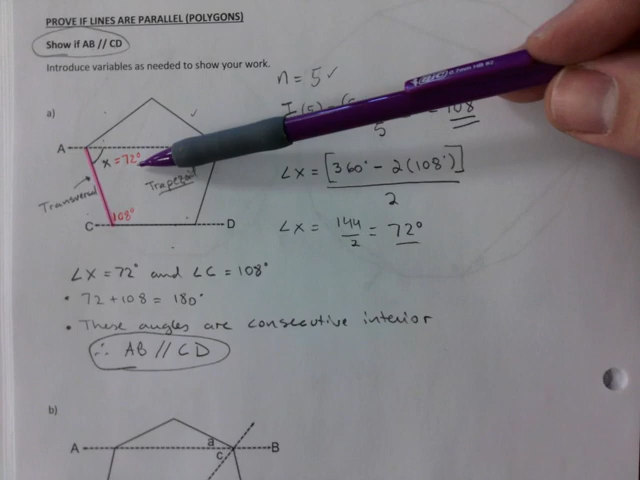 PROVE IF LINES ARE PARALLEL (POLYGONS)
Show if AB // CD
Introduce variables as needed to show your work.
n = 5 ✓
a)
I (5) =
108
5
A
x = 72°
Transversal
Trapezoid
108°
C
D
∠x = [360° - 2(108°)]
2
∠x = 144/2 = 72°
∠x = 72° and ∠C = 108°
• 72 + 108 = 180°
• These angles are consecutive interior
∴ AB // CD
b)
A
a
c
B